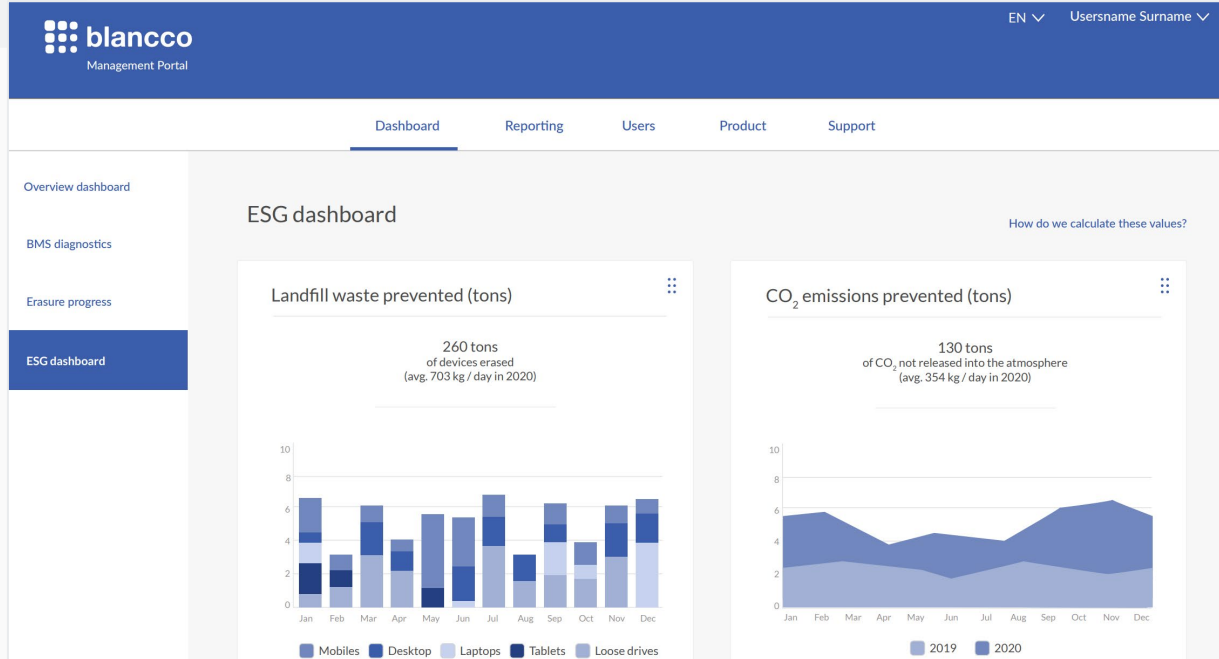 blancco
Management Portal
EN
Usersname Surname
Dashboard
Reporting
Users
Product
Support
Overview dashboard
BMS diagnostics
Erasure progress
ESG dashboard
ESG dashboard
How do we calculate these values?
Landfill waste prevented (tons)
260 tons
of devices erased
(avg. 703 kg / day in 2020)
10
8
6
4
2
0
Jan Feb Mar Apr May Jun Jul Aug Sep Oct Nov Dec
Mobiles Desktop Laptops Tablets Loose drives
CO₂ emissions prevented (tons)
130 tons
of CO₂ not released into the atmosphere
(avg. 354 kg / day in 2020)
10
8
6
4
2
0
Jan Feb Mar Apr May Jun Jul Aug Sep Oct Nov Dec
2019 2020